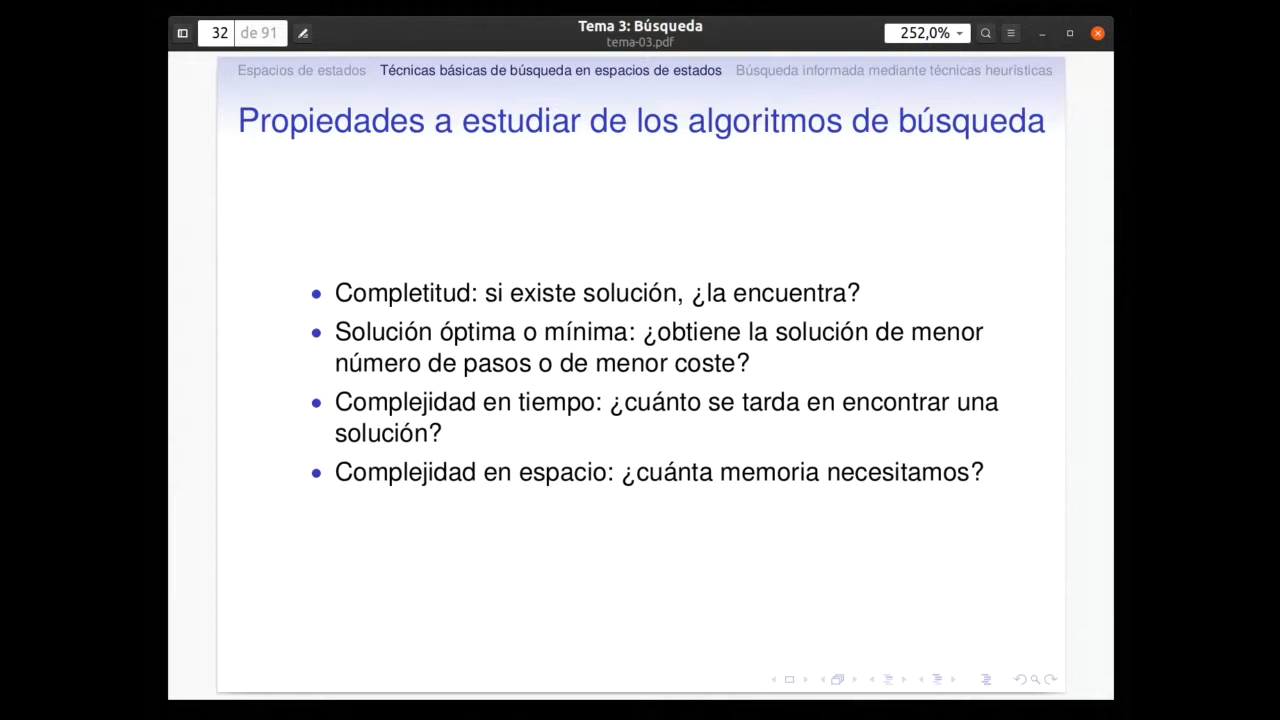 32 de 91
Tema 3: Búsqueda
tema-03.pdf
252,0%
Espacios de estados Técnicas básicas de búsqueda en espacios de estados Búsqueda informada mediante técnicas heurísticas
Propiedades a estudiar de los algoritmos de búsqueda
• Completitud: si existe solución, ¿la encuentra?
• Solución óptima o mínima: ¿obtiene la solución de menor
número de pasos o de menor coste?
• Complejidad en tiempo: ¿cuánto se tarda en encontrar una
solución?
• Complejidad en espacio: ¿cuánta memoria necesitamos?